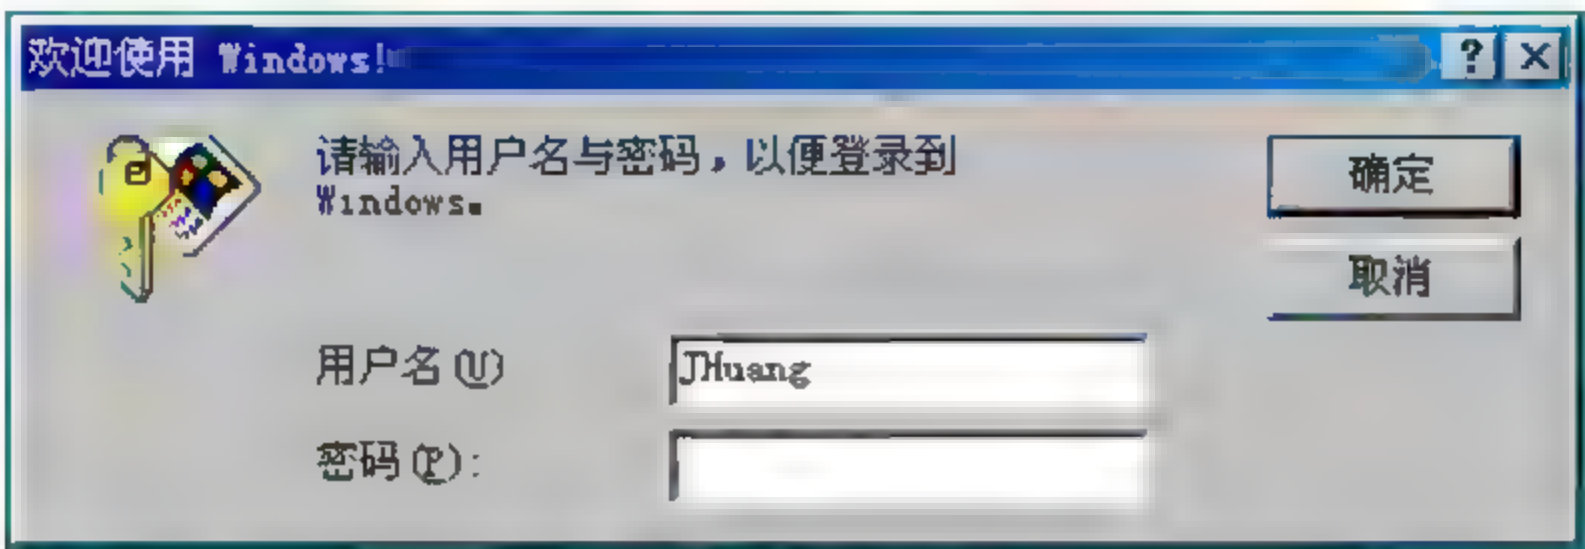 欢迎使用 Windows!
请输入用户名与密码，以便登录到
Windows。
确定
取消
用户名(U)
JHuang
密码(P):